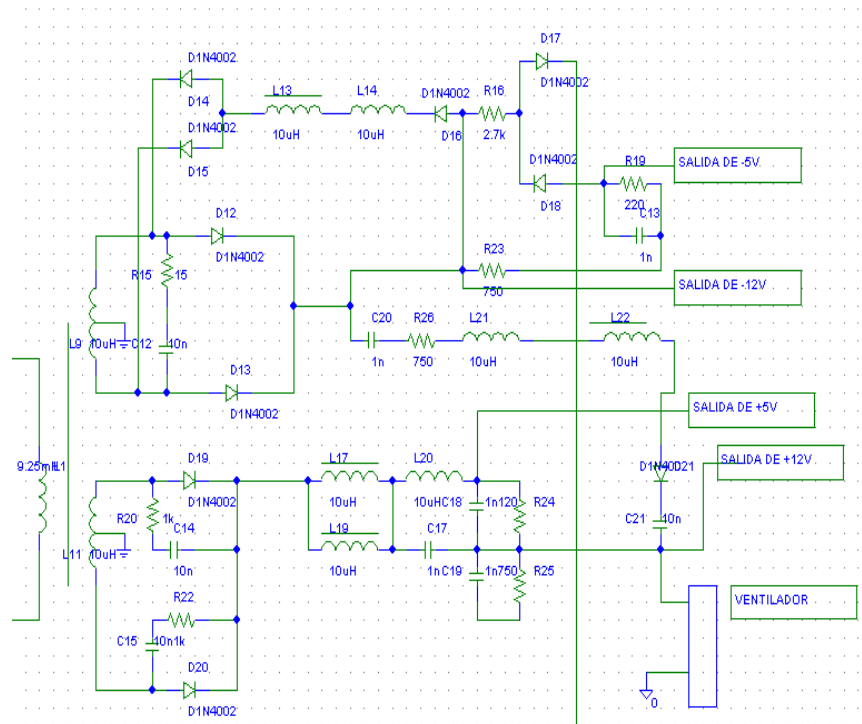 D17
D1N4002
D1N4002
D14
L13
10uH
L14
10uH
D1N4002
D16
R16
2.7k
D1N4002
D15
D1N4002
D18
R19
220
C13
1n
SALIDA DE -5V
D12
D1N4002
R15
15
R23
750
SALIDA DE -12V
L9
10uH
C12
40n
C20
1n
R26
750
L21
10uH
L22
10uH
D13
D1N4002
SALIDA DE +5V
9.25mH
L1
D19
D1N4002
L17
10uH
L20
10uH
C18
1n
120
R24
D21
SALIDA DE +12V
R20
1k
C14
10n
L11
10uH
L19
10uH
C17
1n
C19
1n
750
R25
C21
40n
R22
1k
C15
40n
D20
D1N4002
VENTILADOR
0